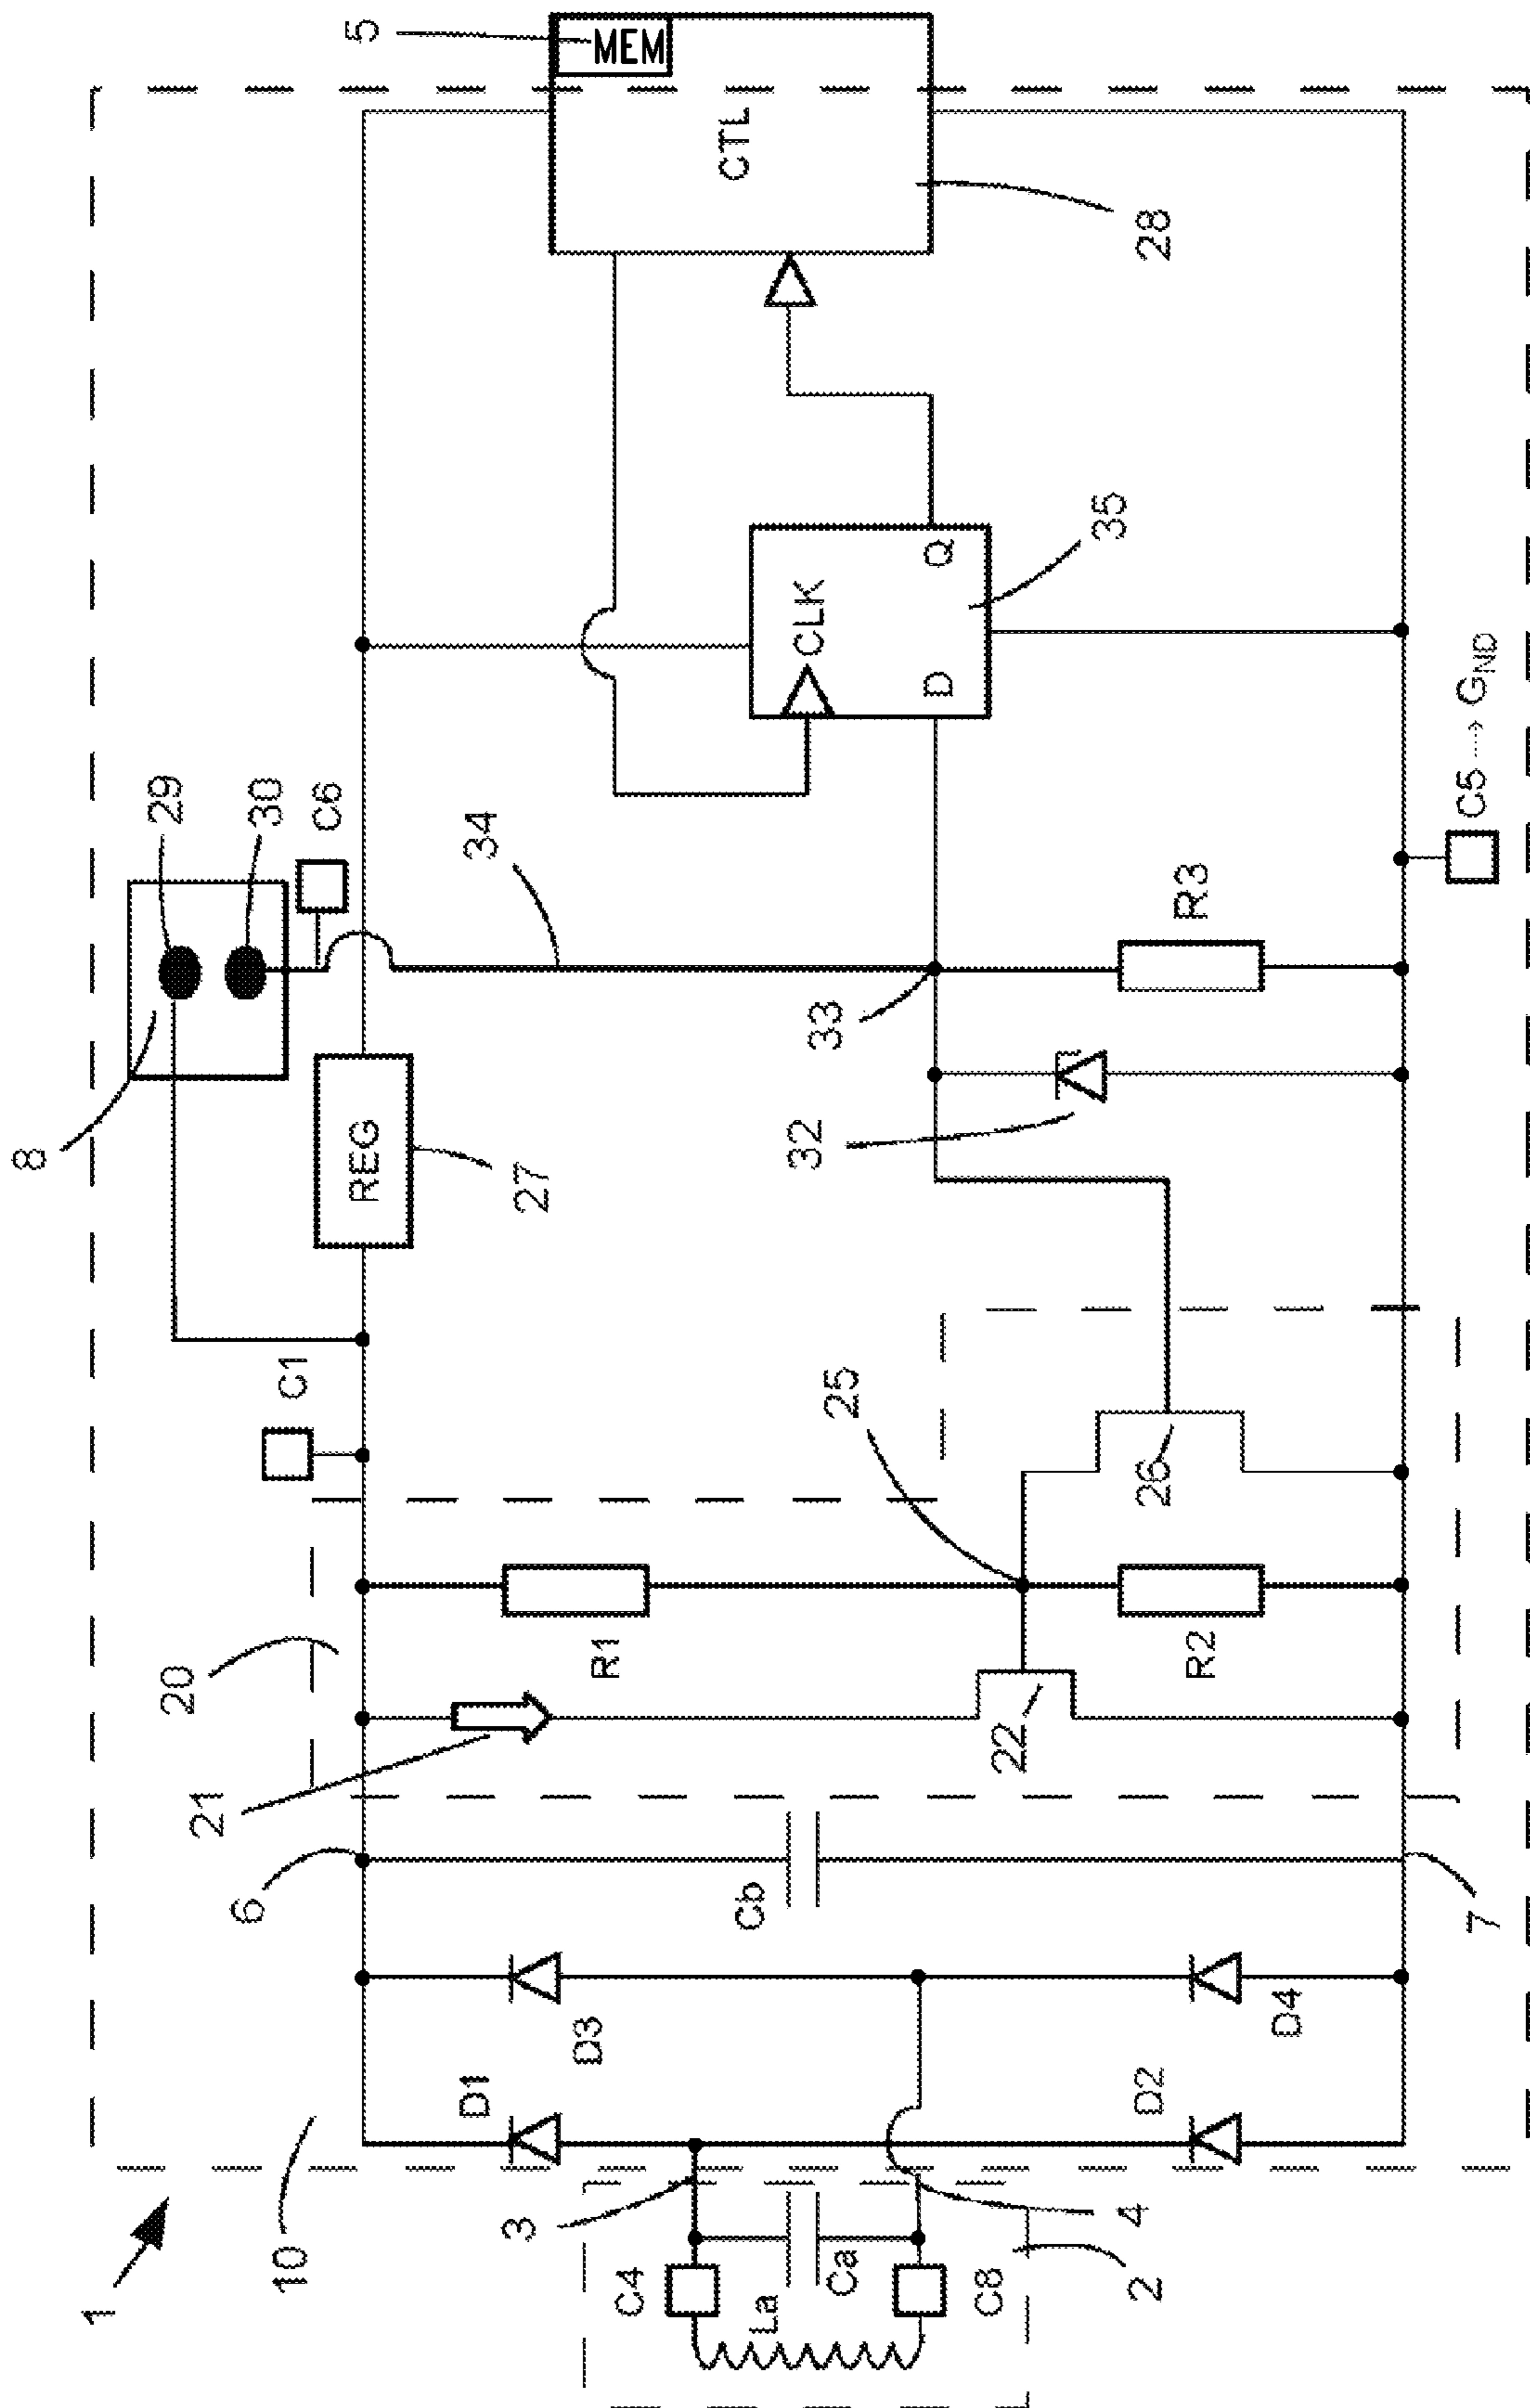 1
10
2
La
C4
C8
Ca
3
4
D1
D2
D3
D4
6
7
Cb
20
21
22
R1
R2
25
26
C1
8
REG
27
29
30
C6
34
32
33
R3
CLK
D
Q
35
C5 ⇢ GND
CTL
28
MEM
5